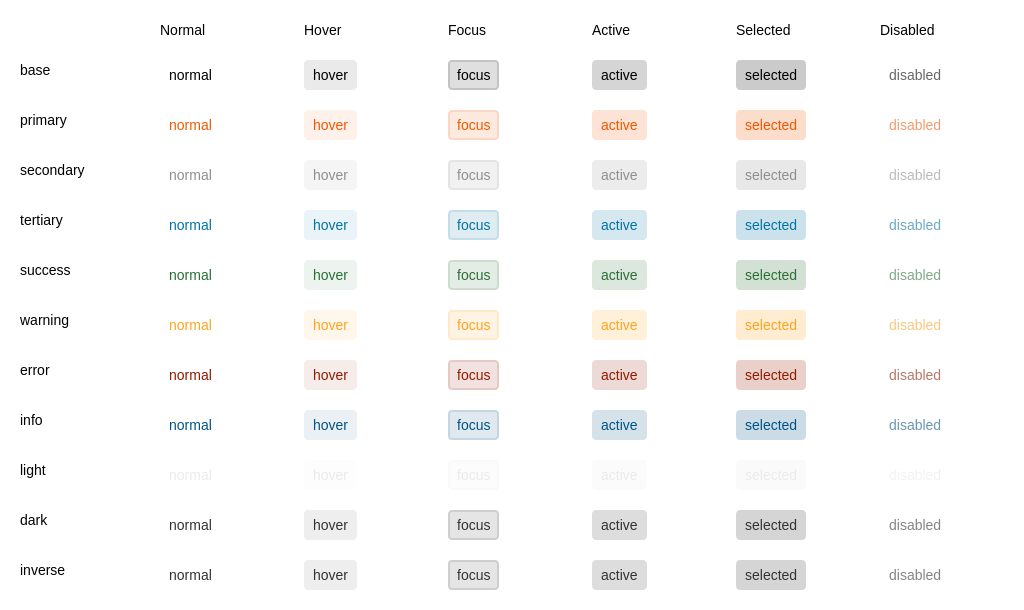 Normal Hover Focus Active Selected Disabled
base normal hover focus active selected disabled
primary normal hover focus active selected disabled
secondary normal hover focus active selected disabled
tertiary normal hover focus active selected disabled
success normal hover focus active selected disabled
warning normal hover focus active selected disabled
error normal hover focus active selected disabled
info normal hover focus active selected disabled
light normal hover focus active selected disabled
dark normal hover focus active selected disabled
inverse normal hover focus active selected disabled